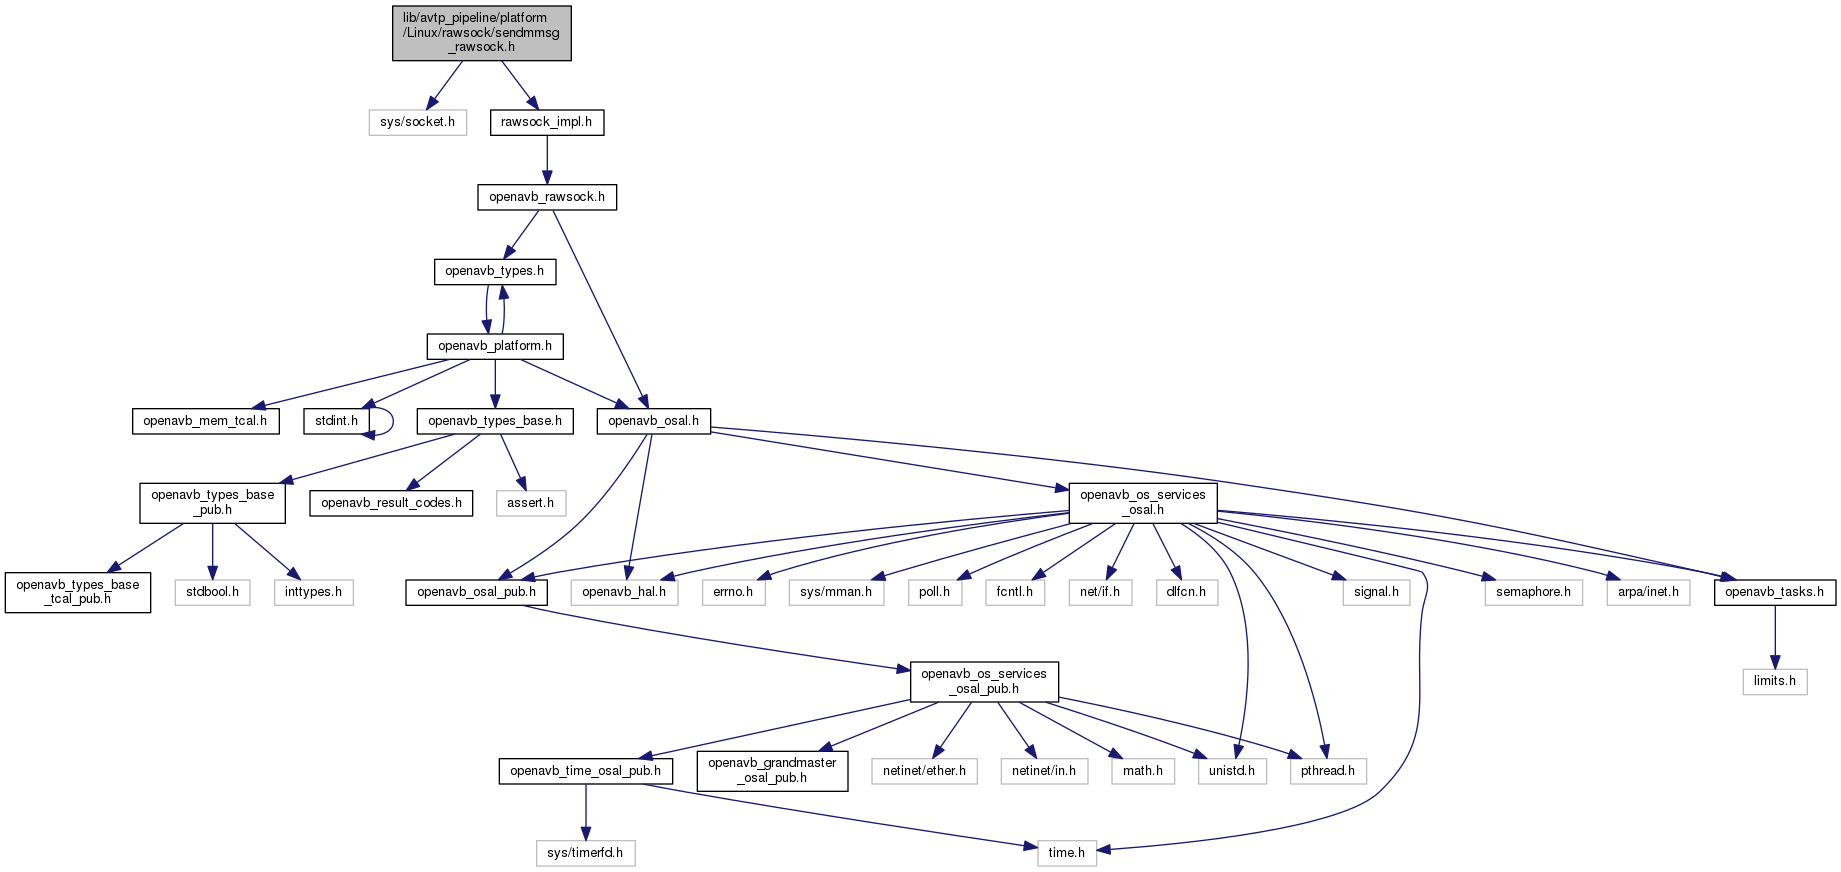 lib/avtp_pipeline/platform
/Linux/rawsock/sendmmsg
_rawsock.h
sys/socket.h
rawsock_impl.h
openavb_rawsock.h
openavb_types.h
openavb_platform.h
openavb_mem_tcal.h
stdint.h
openavb_types_base.h
openavb_osal.h
openavb_types_base
_pub.h
openavb_result_codes.h
assert.h
openavb_os_services
_osal.h
openavb_types_base
_tcal_pub.h
stdbool.h
inttypes.h
openavb_osal_pub.h
openavb_hal.h
errno.h
sys/mman.h
poll.h
fcntl.h
net/if.h
dlfcn.h
signal.h
semaphore.h
arpa/inet.h
openavb_tasks.h
openavb_os_services
_osal_pub.h
limits.h
openavb_time_osal_pub.h
openavb_grandmaster
_osal_pub.h
netinet/ether.h
netinet/in.h
math.h
unistd.h
pthread.h
sys/timerfd.h
time.h